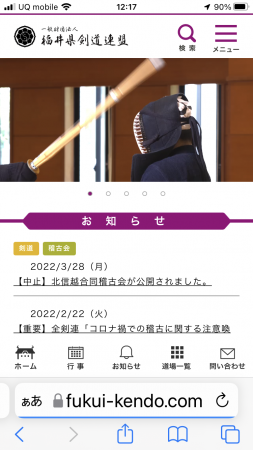 UQ mobile
12:17
90%
一般財団法人
福井県剣道連盟
検索
メニュー
お知らせ
剣道 稽古会
2022/3/28（月）
【中止】北信越合同稽古会が公開されました。
2022/2/22（火）
【重要】全剣連「コロナ禍での稽古に関する注意喚
ホーム 行事 お知らせ 道場一覧 問い合わせ
ぁあ fukui-kendo.com